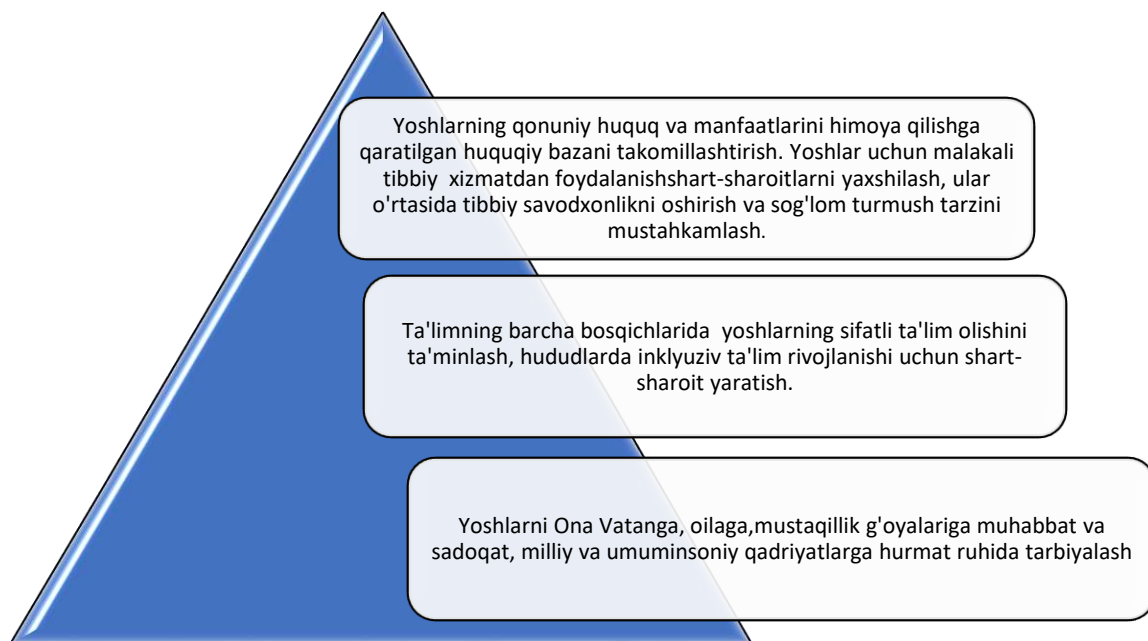 Yoshlarning qonuniy huquq va manfaatlarini himoya qilishga
qaratilgan huquqiy bazani takomillashtirish. Yoshlar uchun malakali
tibbiy  xizmatdan foydalanishshart-sharoitlarni yaxshilash, ular
o'rtasida tibbiy savodxonlikni oshirish va sog'lom turmush tarzini
mustahkamlash.
Ta'limning barcha bosqichlarida  yoshlarning sifatli ta'lim olishini
ta'minlash, hududlarda inklyuziv ta'lim rivojlanishi uchun shart-
sharoit yaratish.
Yoshlarni Ona Vatanga, oilaga,mustaqillik g'oyalariga muhabbat va
sadoqat, milliy va umuminsoniy qadriyatlarga hurmat ruhida tarbiyalash